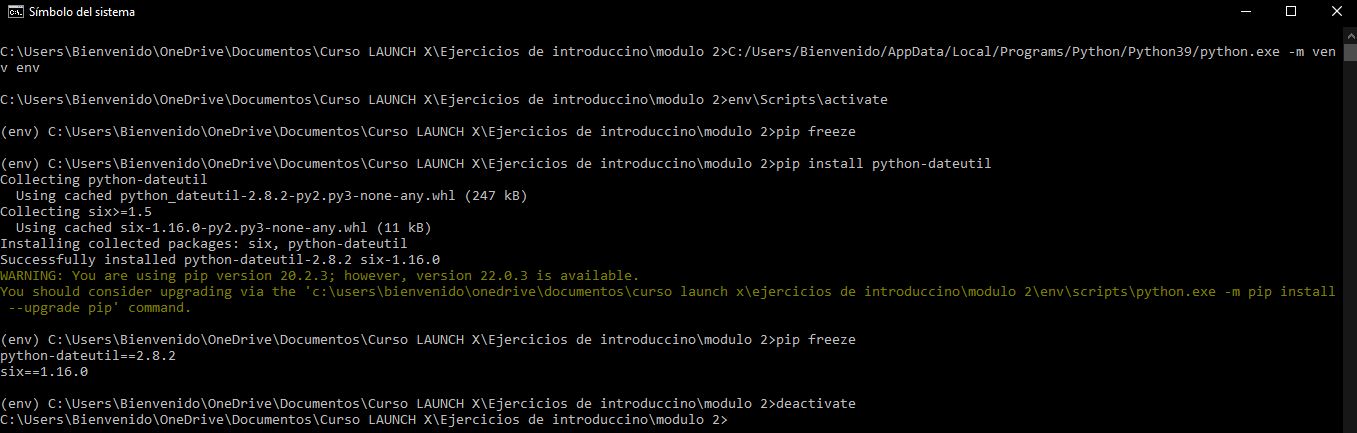 Símbolo del sistema
C:\Users\Bienvenido\OneDrive\Documentos\Curso LAUNCH X\Ejercicios de introduccino\modulo 2>C:/Users/Bienvenido/AppData/Local/Programs/Python/Python39/python.exe -m ven
v env
C:\Users\Bienvenido\OneDrive\Documentos\Curso LAUNCH X\Ejercicios de introduccino\modulo 2>env\Scripts\activate
(env) C:\Users\Bienvenido\OneDrive\Documentos\Curso LAUNCH X\Ejercicios de introduccino\modulo 2>pip freeze
(env) C:\Users\Bienvenido\OneDrive\Documentos\Curso LAUNCH X\Ejercicios de introduccino\modulo 2>pip install python-dateutil
Collecting python-dateutil
  Using cached python_dateutil-2.8.2-py2.py3-none-any.whl (247 kB)
Collecting six>=1.5
  Using cached six-1.16.0-py2.py3-none-any.whl (11 kB)
Installing collected packages: six, python-dateutil
Successfully installed python-dateutil-2.8.2 six-1.16.0
WARNING: You are using pip version 20.2.3; however, version 22.0.3 is available.
You should consider upgrading via the 'c:\users\bienvenido\onedrive\documentos\curso launch x\ejercicios de introduccino\modulo 2\env\scripts\python.exe -m pip install
 --upgrade pip' command.
(env) C:\Users\Bienvenido\OneDrive\Documentos\Curso LAUNCH X\Ejercicios de introduccino\modulo 2>pip freeze
python-dateutil==2.8.2
six==1.16.0
(env) C:\Users\Bienvenido\OneDrive\Documentos\Curso LAUNCH X\Ejercicios de introduccino\modulo 2>deactivate
C:\Users\Bienvenido\OneDrive\Documentos\Curso LAUNCH X\Ejercicios de introduccino\modulo 2>